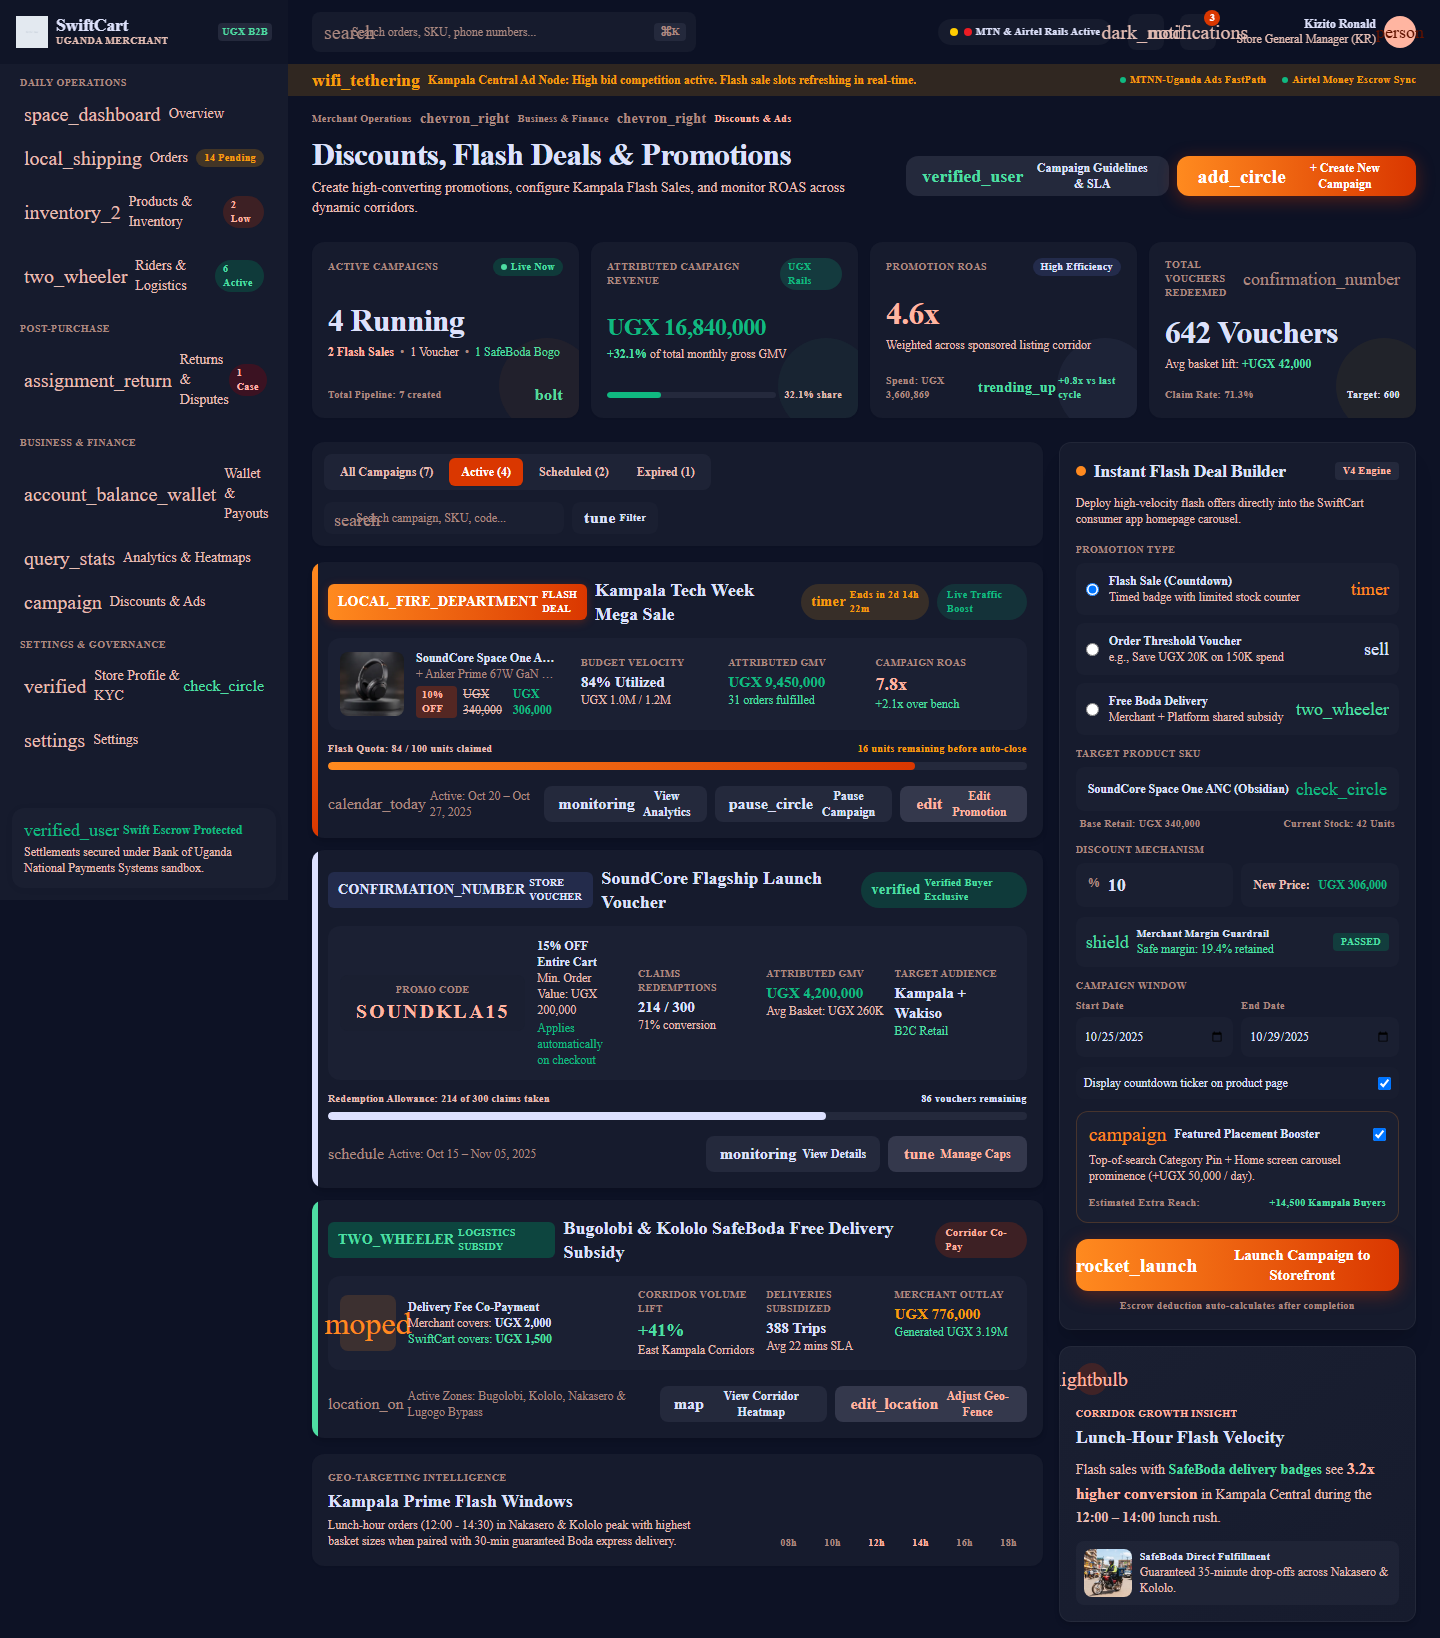 SwiftCart
UGANDA MERCHANT
UGX B2B
search
Search orders, SKU, phone numbers...
⌘K
MTN & Airtel Rails Active
dark_mode
notifications
3
Kizito Ronald
Store General Manager (KR)
person
wifi_tethering
Kampala Central Ad Node: High bid competition active. Flash sale slots refreshing in real-time.
MTNN-Uganda Ads FastPath
Airtel Money Escrow Sync
DAILY OPERATIONS
space_dashboard Overview
local_shipping Orders 14 Pending
inventory_2 Products & Inventory 2 Low
two_wheeler Riders & Logistics 6 Active
POST-PURCHASE
assignment_return Returns & Disputes 1 Case
BUSINESS & FINANCE
account_balance_wallet Wallet & Payouts
query_stats Analytics & Heatmaps
campaign Discounts & Ads
SETTINGS & GOVERNANCE
verified Store Profile & KYC check_circle
settings Settings
verified_user Swift Escrow Protected
Settlements secured under Bank of Uganda
National Payments Systems sandbox.
Merchant Operations chevron_right Business & Finance chevron_right Discounts & Ads
Discounts, Flash Deals & Promotions
Create high-converting promotions, configure Kampala Flash Sales, and monitor ROAS across
dynamic corridors.
verified_user Campaign Guidelines & SLA
add_circle + Create New Campaign
ACTIVE CAMPAIGNS
Live Now
4 Running
2 Flash Sales • 1 Voucher • 1 SafeBoda Bogo
Total Pipeline: 7 created
bolt
ATTRIBUTED CAMPAIGN REVENUE
UGX Rails
UGX 16,840,000
+32.1% of total monthly gross GMV
32.1% share
PROMOTION ROAS
High Efficiency
4.6x
Weighted across sponsored listing corridor
Spend: UGX 3,660,869
trending_up +0.8x vs last cycle
TOTAL VOUCHERS REDEEMED
confirmation_number
642 Vouchers
Avg basket lift: +UGX 42,000
Claim Rate: 71.3%
Target: 600
All Campaigns (7)
Active (4)
Scheduled (2)
Expired (1)
search
Search campaign, SKU, code...
tune Filter
LOCAL_FIRE_DEPARTMENT FLASH DEAL
Kampala Tech Week Mega Sale
timer Ends in 2d 14h 22m
Live Traffic Boost
SoundCore Space One A...
+ Anker Prime 67W GaN ...
10% OFF
UGX 340,000
UGX 306,000
BUDGET VELOCITY
84% Utilized
UGX 1.0M / 1.2M
ATTRIBUTED GMV
UGX 9,450,000
31 orders fulfilled
CAMPAIGN ROAS
7.8x
+2.1x over bench
Flash Quota: 84 / 100 units claimed
16 units remaining before auto-close
calendar_today Active: Oct 20 – Oct 27, 2025
monitoring View Analytics
pause_circle Pause Campaign
edit Edit Promotion
CONFIRMATION_NUMBER STORE VOUCHER
SoundCore Flagship Launch Voucher
verified Verified Buyer Exclusive
PROMO CODE
SOUNDKLA15
15% OFF Entire Cart
Min. Order Value: UGX 200,000
Applies automatically on checkout
CLAIMS REDEMPTIONS
214 / 300
71% conversion
ATTRIBUTED GMV
UGX 4,200,000
Avg Basket: UGX 260K
TARGET AUDIENCE
Kampala + Wakiso
B2C Retail
Redemption Allowance: 214 of 300 claims taken
86 vouchers remaining
schedule Active: Oct 15 – Nov 05, 2025
monitoring View Details
tune Manage Caps
TWO_WHEELER LOGISTICS SUBSIDY
Bugolobi & Kololo SafeBoda Free Delivery Subsidy
Corridor Co-Pay
moped
Delivery Fee Co-Payment
Merchant covers: UGX 2,000
SwiftCart covers: UGX 1,500
CORRIDOR VOLUME LIFT
+41%
East Kampala Corridors
DELIVERIES SUBSIDIZED
388 Trips
Avg 22 mins SLA
MERCHANT OUTLAY
UGX 776,000
Generated UGX 3.19M
location_on Active Zones: Bugolobi, Kololo, Nakasero & Lugogo Bypass
map View Corridor Heatmap
edit_location Adjust Geo-Fence
GEO-TARGETING INTELLIGENCE
Kampala Prime Flash Windows
Lunch-hour orders (12:00 - 14:30) in Nakasero & Kololo peak with highest
basket sizes when paired with 30-min guaranteed Boda express delivery.
08h 10h 12h 14h 16h 18h
Instant Flash Deal Builder
V4 Engine
Deploy high-velocity flash offers directly into the SwiftCart
consumer app homepage carousel.
PROMOTION TYPE
Flash Sale (Countdown)
Timed badge with limited stock counter
timer
Order Threshold Voucher
e.g., Save UGX 20K on 150K spend
sell
Free Boda Delivery
Merchant + Platform shared subsidy
two_wheeler
TARGET PRODUCT SKU
SoundCore Space One ANC (Obsidian) check_circle
Base Retail: UGX 340,000
Current Stock: 42 Units
DISCOUNT MECHANISM
% 10
New Price: UGX 306,000
shield Merchant Margin Guardrail
Safe margin: 19.4% retained
PASSED
CAMPAIGN WINDOW
Start Date
End Date
10/25/2025
10/29/2025
Display countdown ticker on product page
campaign Featured Placement Booster
Top-of-search Category Pin + Home screen carousel
prominence (+UGX 50,000 / day).
Estimated Extra Reach:
+14,500 Kampala Buyers
rocket_launch Launch Campaign to Storefront
Escrow deduction auto-calculates after completion
lightbulb
CORRIDOR GROWTH INSIGHT
Lunch-Hour Flash Velocity
Flash sales with SafeBoda delivery badges see 3.2x
higher conversion in Kampala Central during the
12:00 – 14:00 lunch rush.
SafeBoda Direct Fulfillment
Guaranteed 35-minute drop-offs across Nakasero &
Kololo.